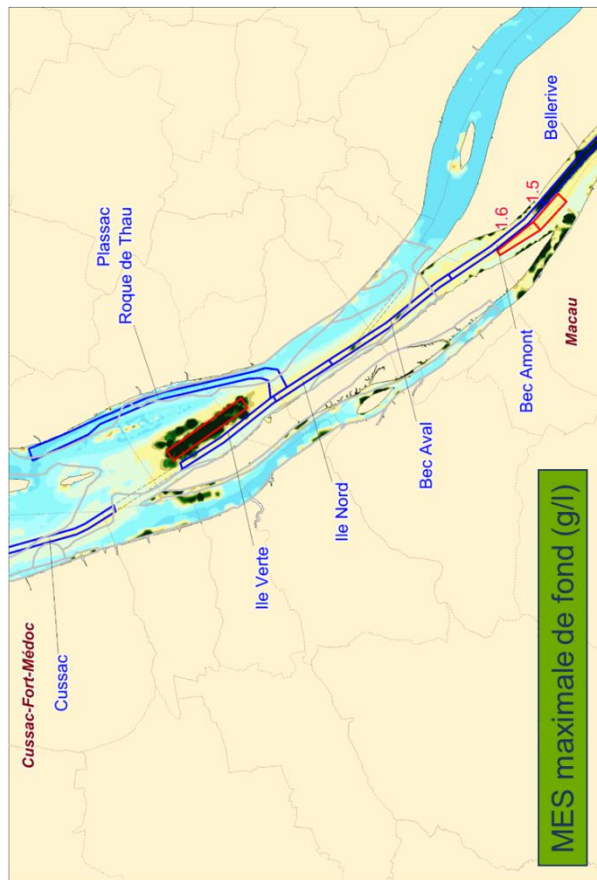 Cussac-Fort-Médoc
Cussac
Plassac
Roque de Thau
Ile Verte
Ile Nord
Bec Aval
Bec Amont
Macau
1.6
1.5
Bellerive
MES maximale de fond (g/l)